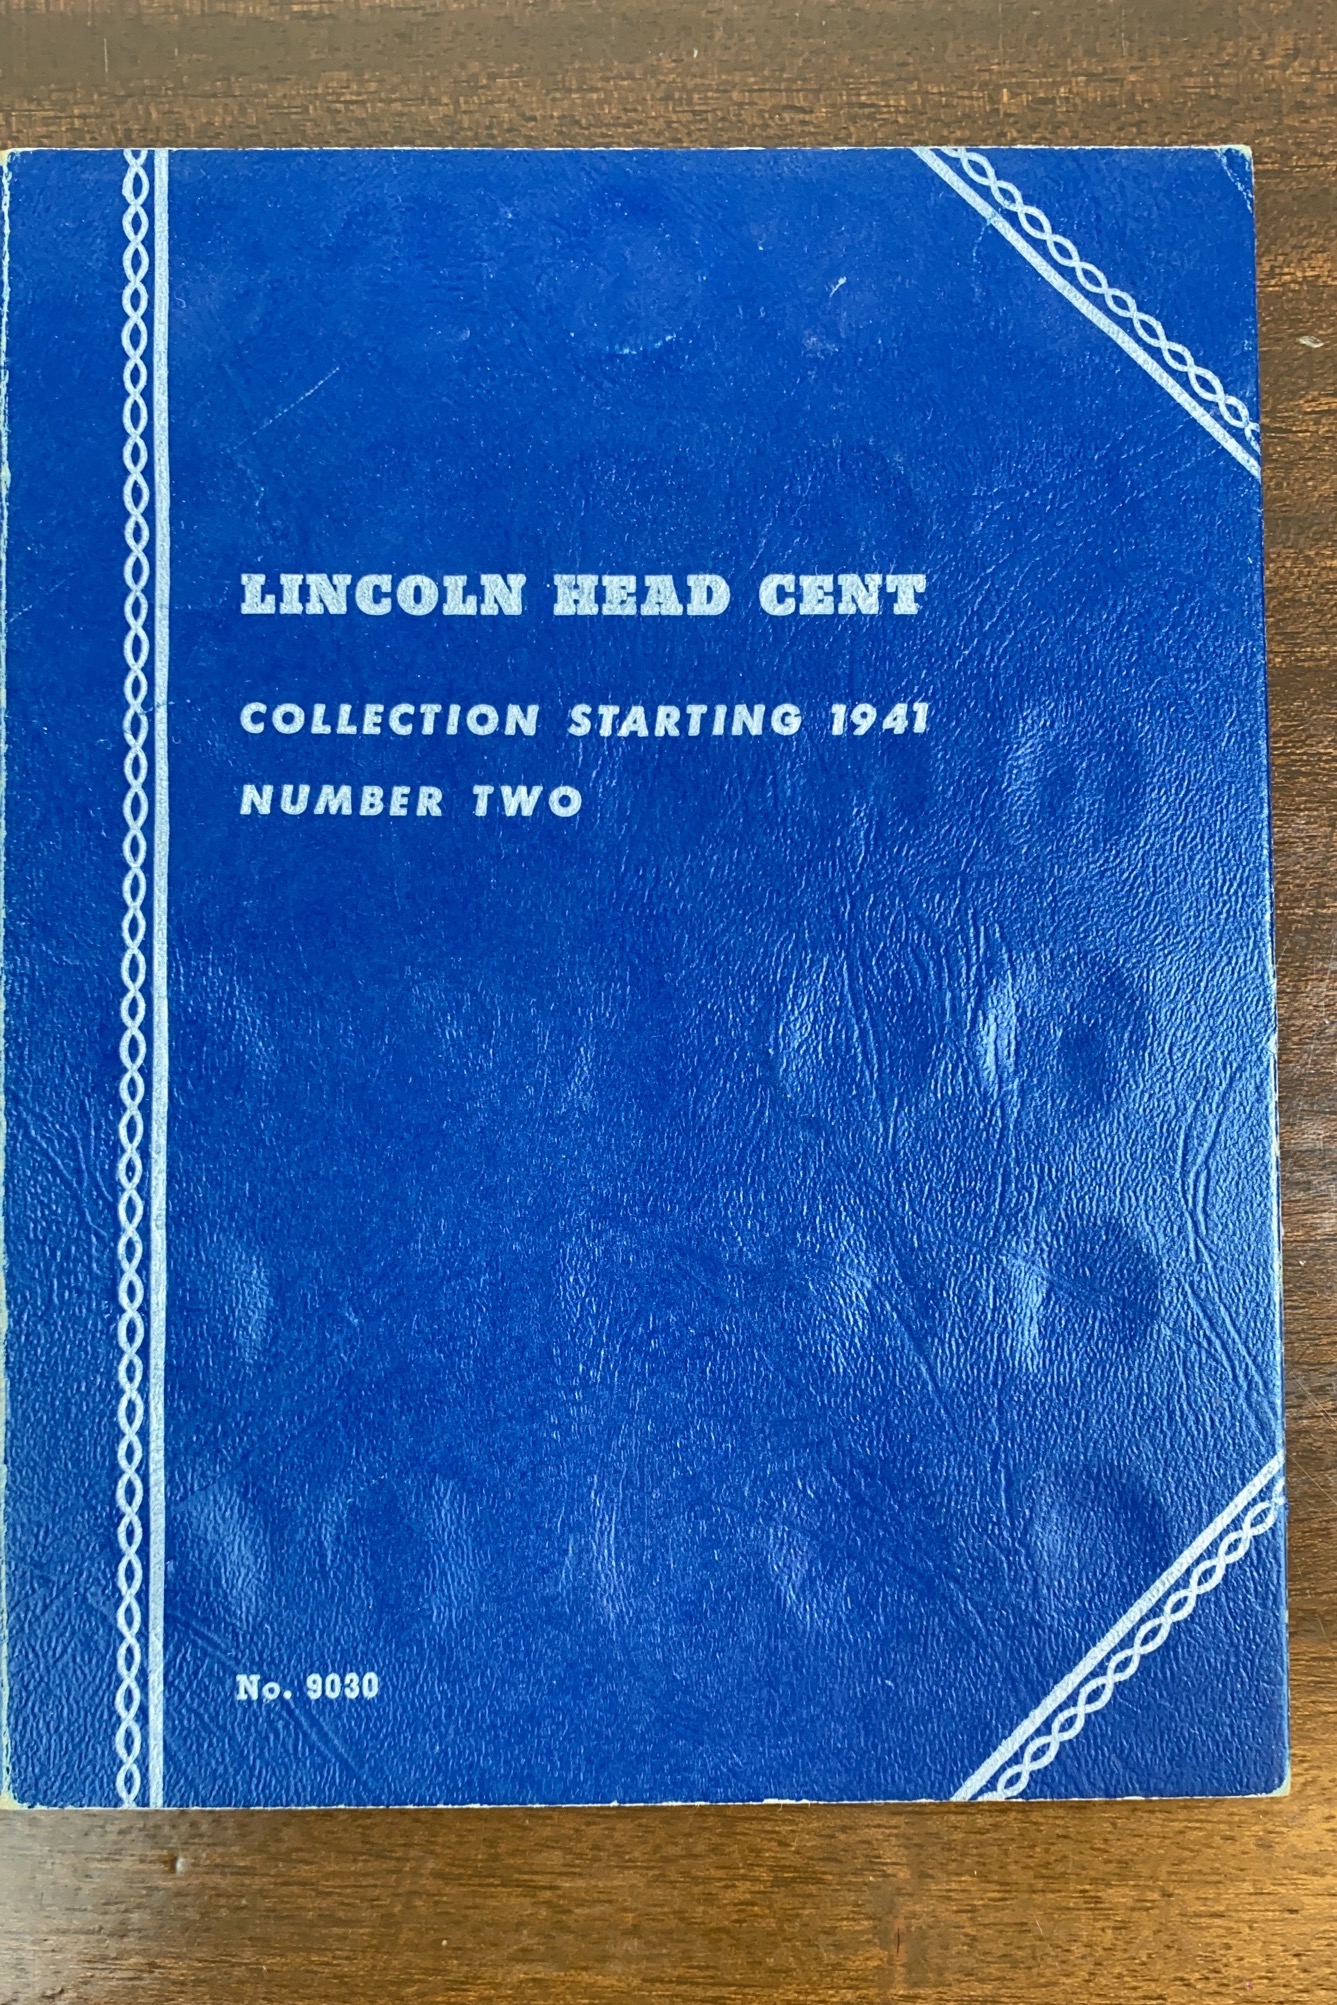 LINCOLN HEAD CENT
COLLECTION STARTING 1941
NUMBER TWO
No. 9030